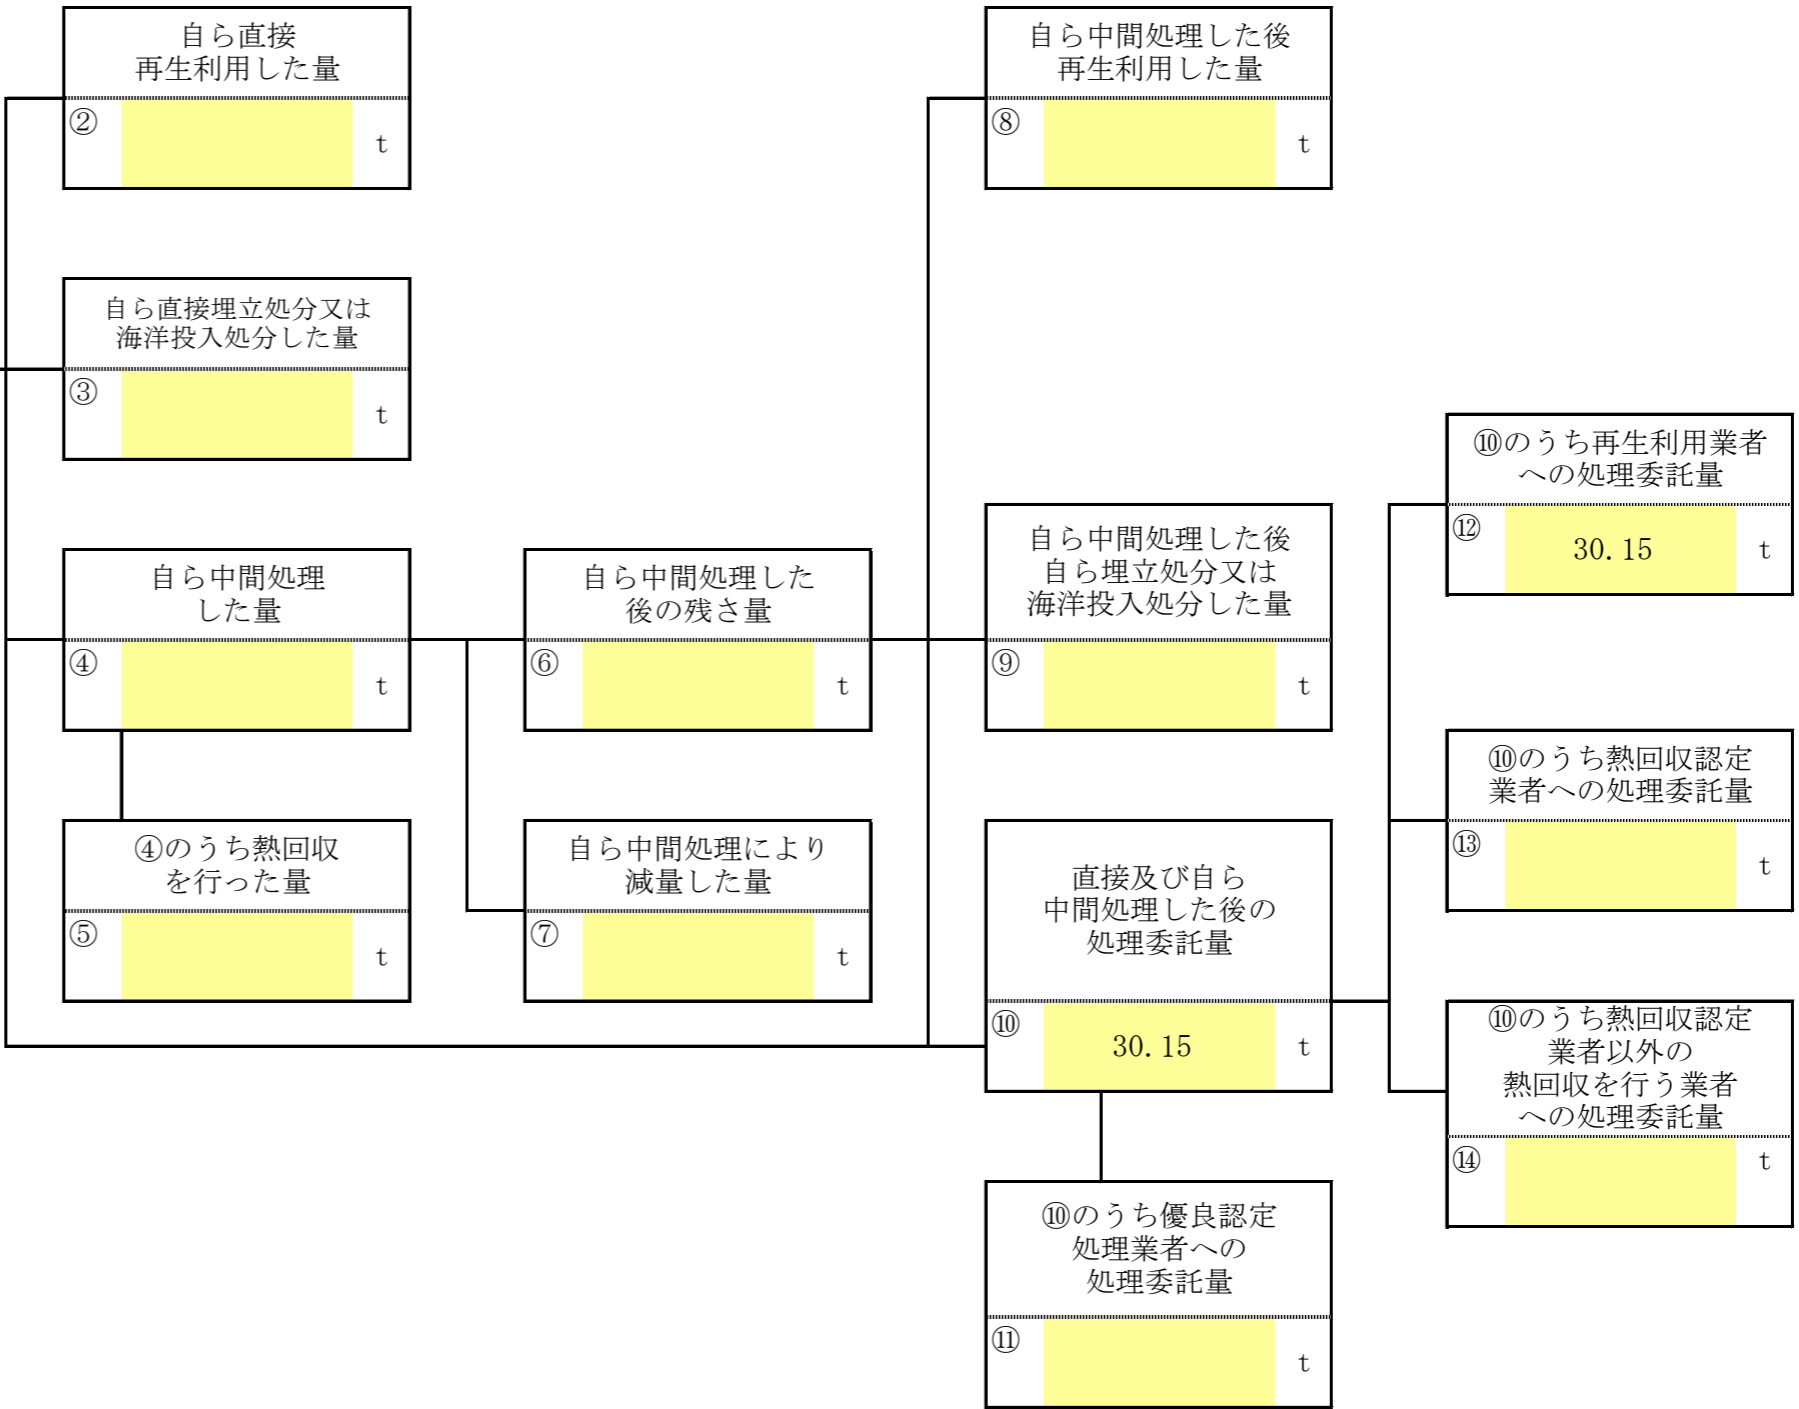 自ら直接
再生利用した量
②
t
自ら中間処理した後
再生利用した量
⑧
t
自ら直接埋立処分又は
海洋投入処分した量
③
t
⑩のうち再生利用業者
への処理委託量
⑫
30.15
t
自ら中間処理
した量
④
t
自ら中間処理した
後の残さ量
⑥
t
自ら中間処理した後
自ら埋立処分又は
海洋投入処分した量
⑨
t
⑩のうち熱回収認定
業者への処理委託量
⑬
t
④のうち熱回収
を行った量
⑤
t
自ら中間処理により
減量した量
⑦
t
直接及び自ら
中間処理した後の
処理委託量
⑩
30.15
t
⑩のうち熱回収認定
業者以外の
熱回収を行う業者
への処理委託量
⑭
t
⑩のうち優良認定
処理業者への
処理委託量
⑪
t